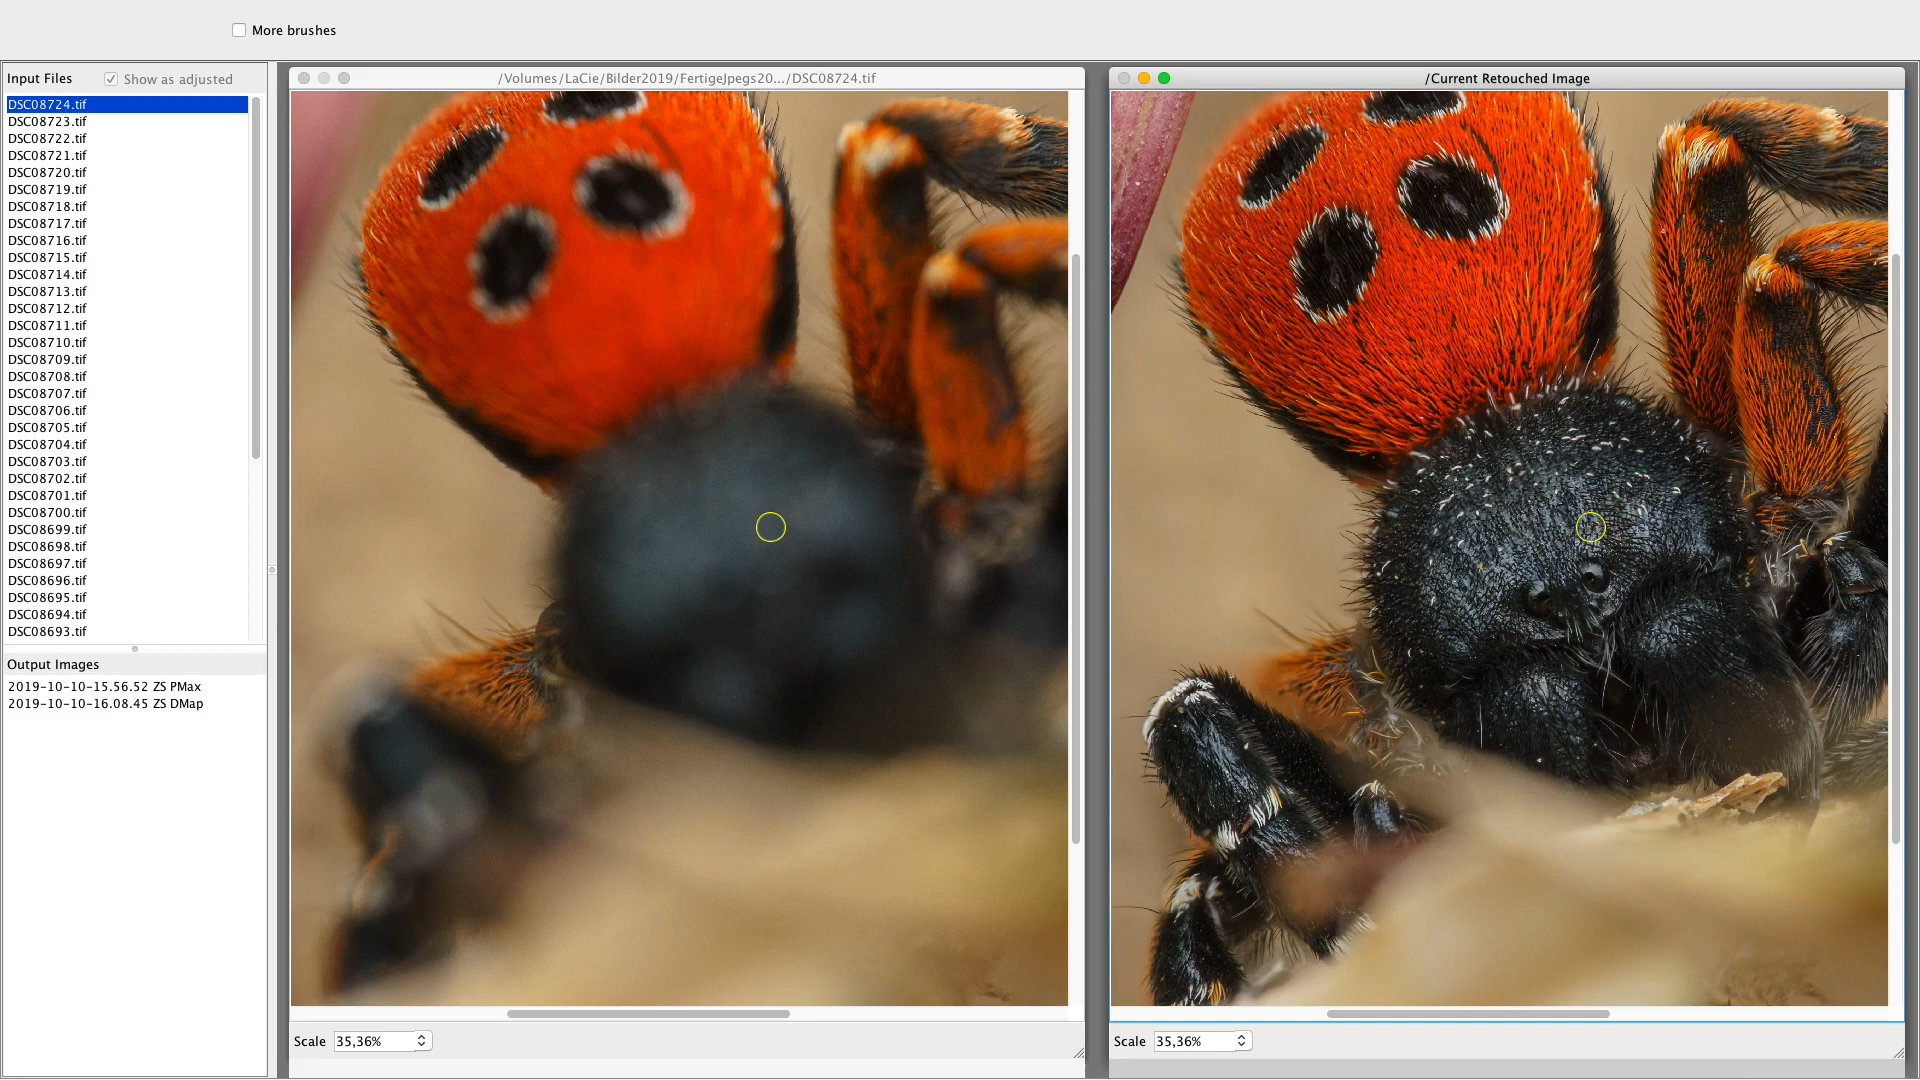 More brushes
Input Files
Show as adjusted
DSC08724.tif
DSC08723.tif
DSC08722.tif
DSC08721.tif
DSC08720.tif
DSC08719.tif
DSC08718.tif
DSC08717.tif
DSC08716.tif
DSC08715.tif
DSC08714.tif
DSC08713.tif
DSC08712.tif
DSC08711.tif
DSC08710.tif
DSC08709.tif
DSC08708.tif
DSC08707.tif
DSC08706.tif
DSC08705.tif
DSC08704.tif
DSC08703.tif
DSC08702.tif
DSC08701.tif
DSC08700.tif
DSC08699.tif
DSC08698.tif
DSC08697.tif
DSC08696.tif
DSC08695.tif
DSC08694.tif
DSC08693.tif
Output Images
2019-10-10-15.56.52 ZS PMax
2019-10-10-16.08.45 ZS DMap
/Volumes/LaCie/Bilder2019/FertigeJpegs20.../DSC08724.tif
Scale 35,36%
/Current Retouched Image
Scale 35,36%